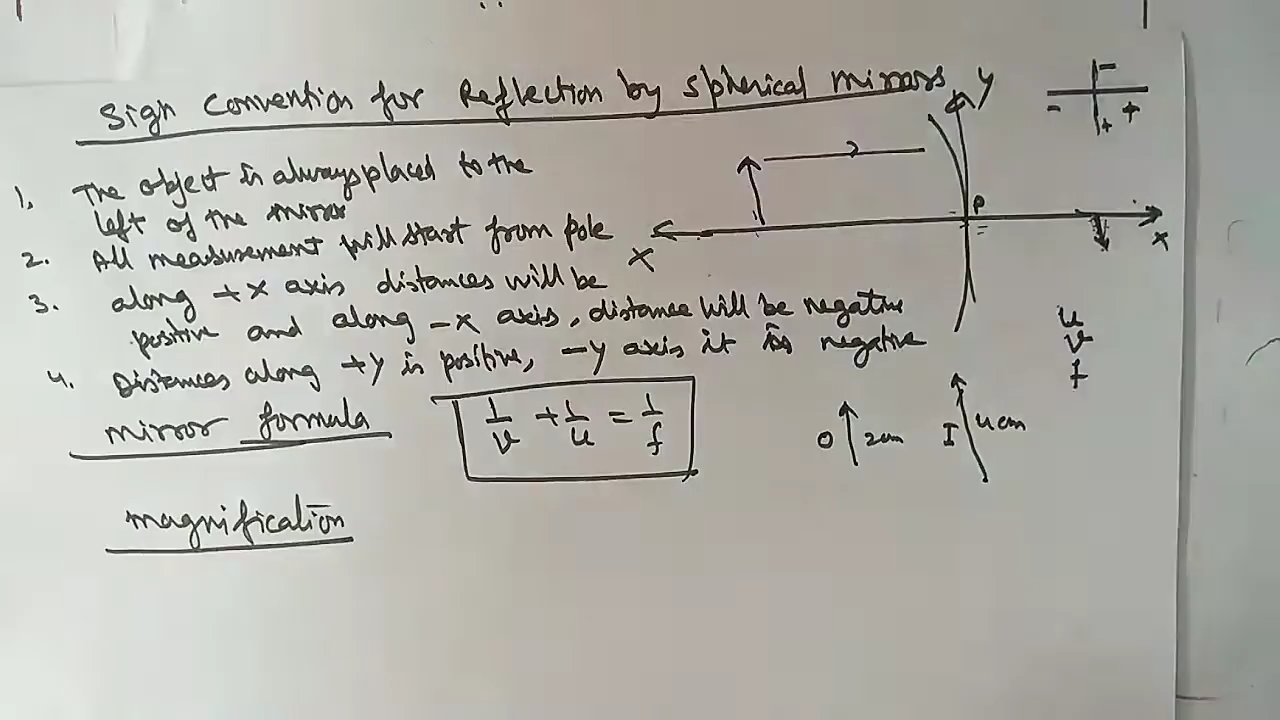 Sign Convention for Reflection by Spherical mirrors
y
- + - +
1. The object is always placed to the
left of the mirror
P
2. All measurement will start from pole
X X
3. along +x axis distances will be
positive and along -x axis, distance will be negative
4. Distances along +y is positive, -y axis it is negative
u
v
f
mirror formula
1/v + 1/u = 1/f
O 2cm I 4cm
magnification